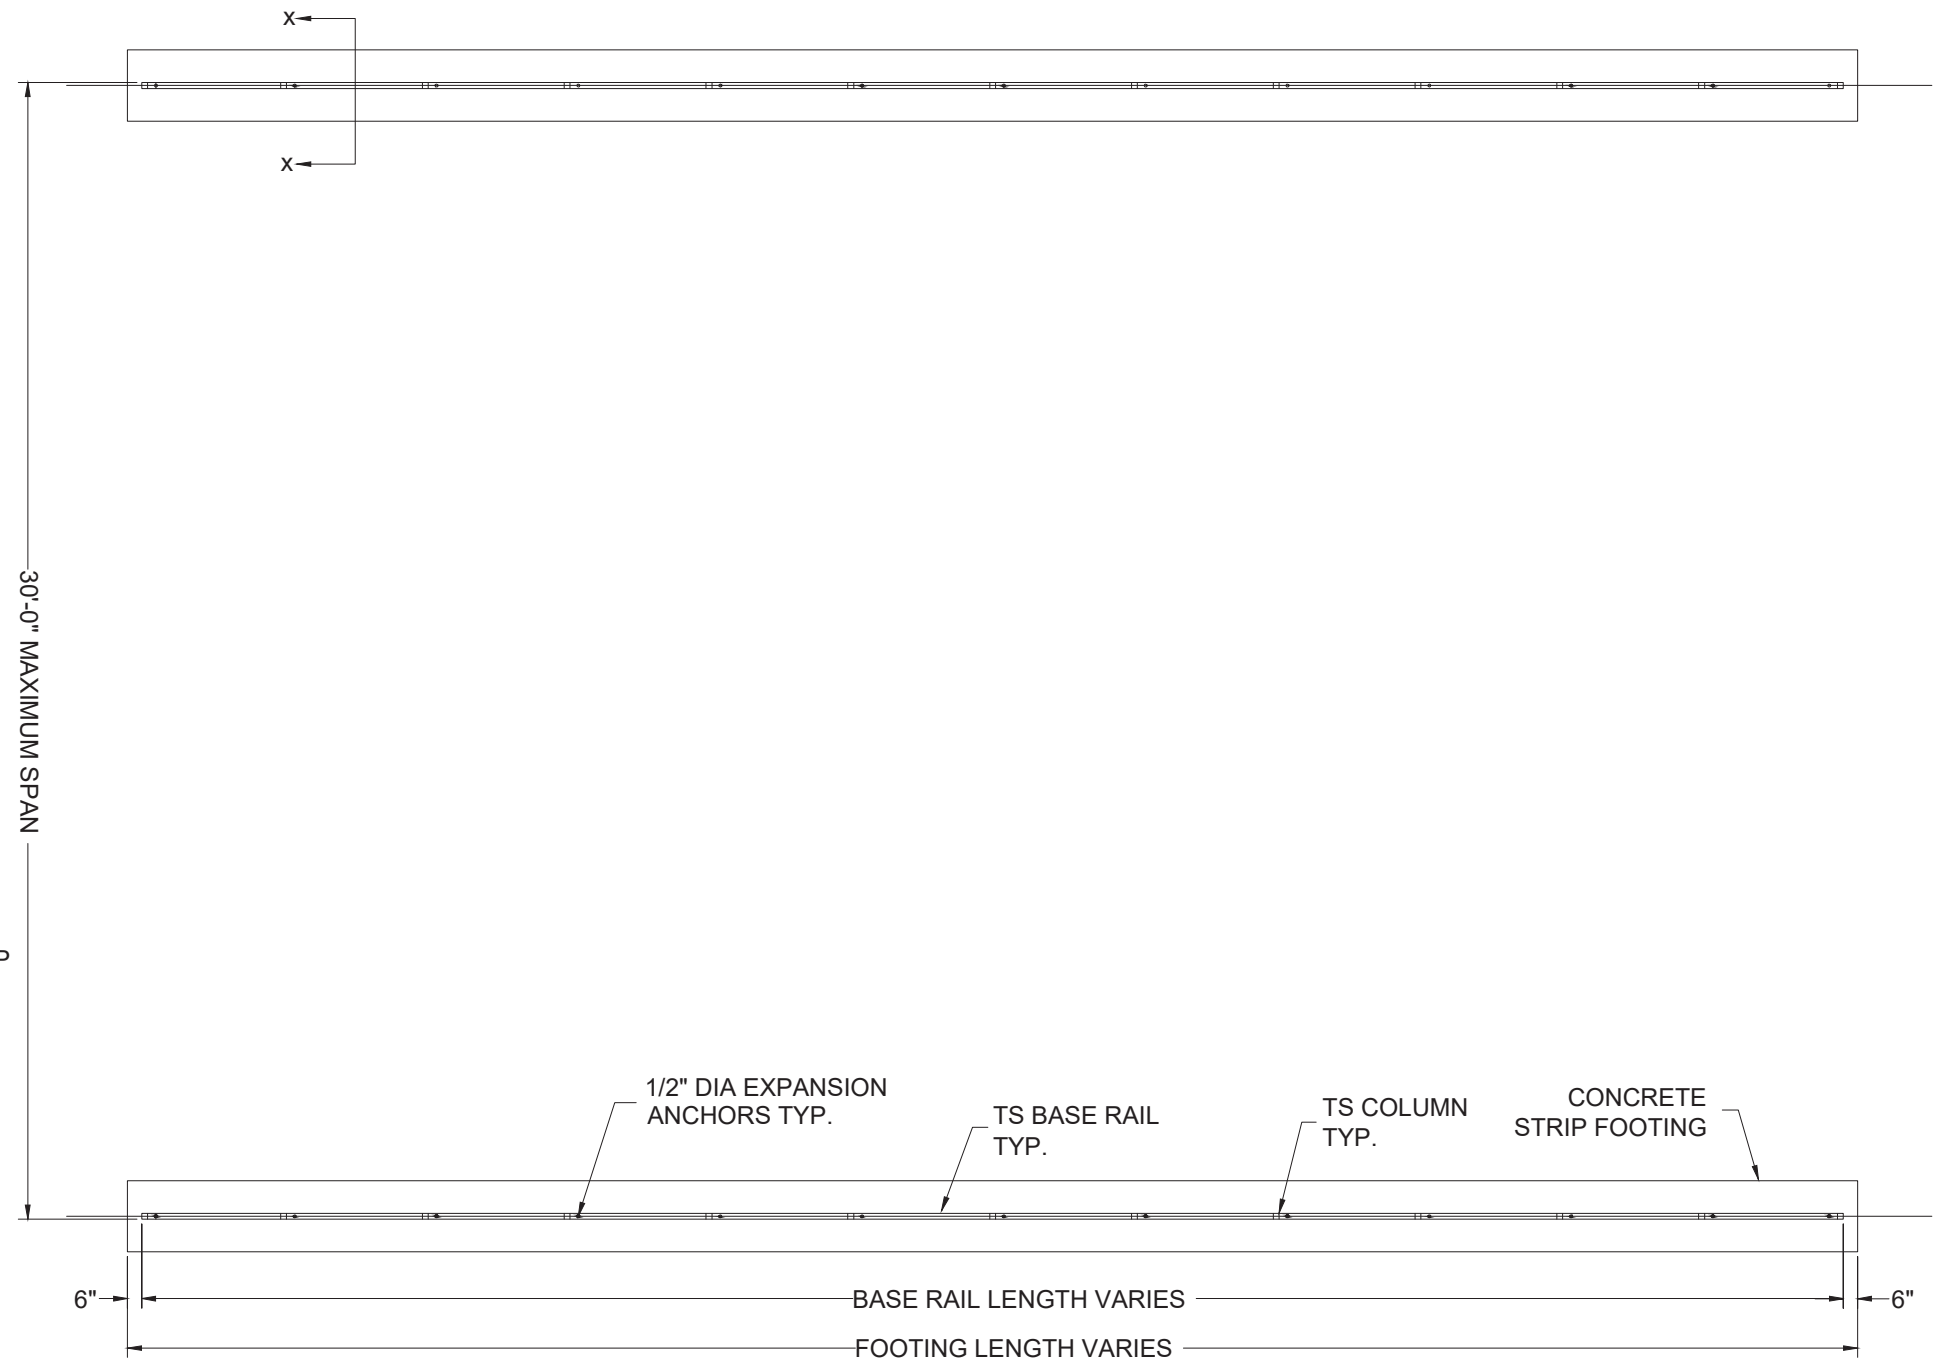 X
X
30'-0" MAXIMUM SPAN
1/2" DIA EXPANSION
ANCHORS TYP.
TS BASE RAIL
TYP.
TS COLUMN
TYP.
CONCRETE
STRIP FOOTING
6"
BASE RAIL LENGTH VARIES
6"
FOOTING LENGTH VARIES